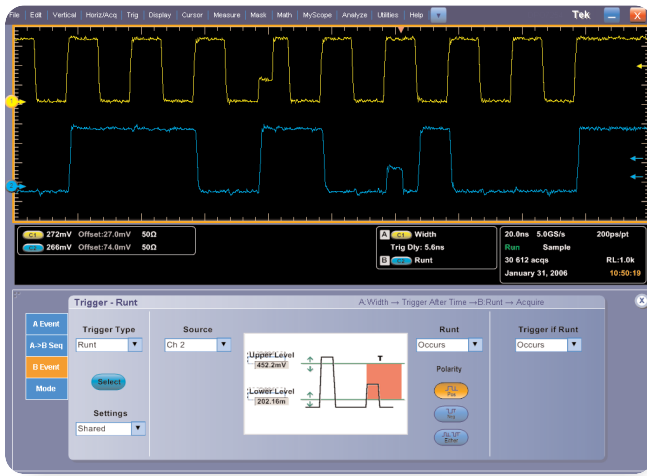 File Edit Vertical Horiz/Acq Trig Display Cursor Measure Mask Math MyScope Analyze Utilities Help Tek X
1
C1 272mV Offset:27.0mV 50Ω
C2 266mV Offset:74.0mV 50Ω
A C1 Width
Trig Dly: 5.6ns
B C2 Runt
20.0ns 5.0GS/s 200ps/pt
Run Sample
30 612 acqs RL:1.0k
January 31, 2006 10:50:19
Trigger - Runt A:Width → Trigger After Time →B:Runt → Acquire X
A Event
A->B Seq
B Event
Mode
Trigger Type
Runt
Select
Settings
Shared
Source
Ch 2
Upper Level
452.2mV
Lower Level
202.16m
T
Runt
Occurs
Polarity
Pos
Neg
Either
Trigger if Runt
Occurs